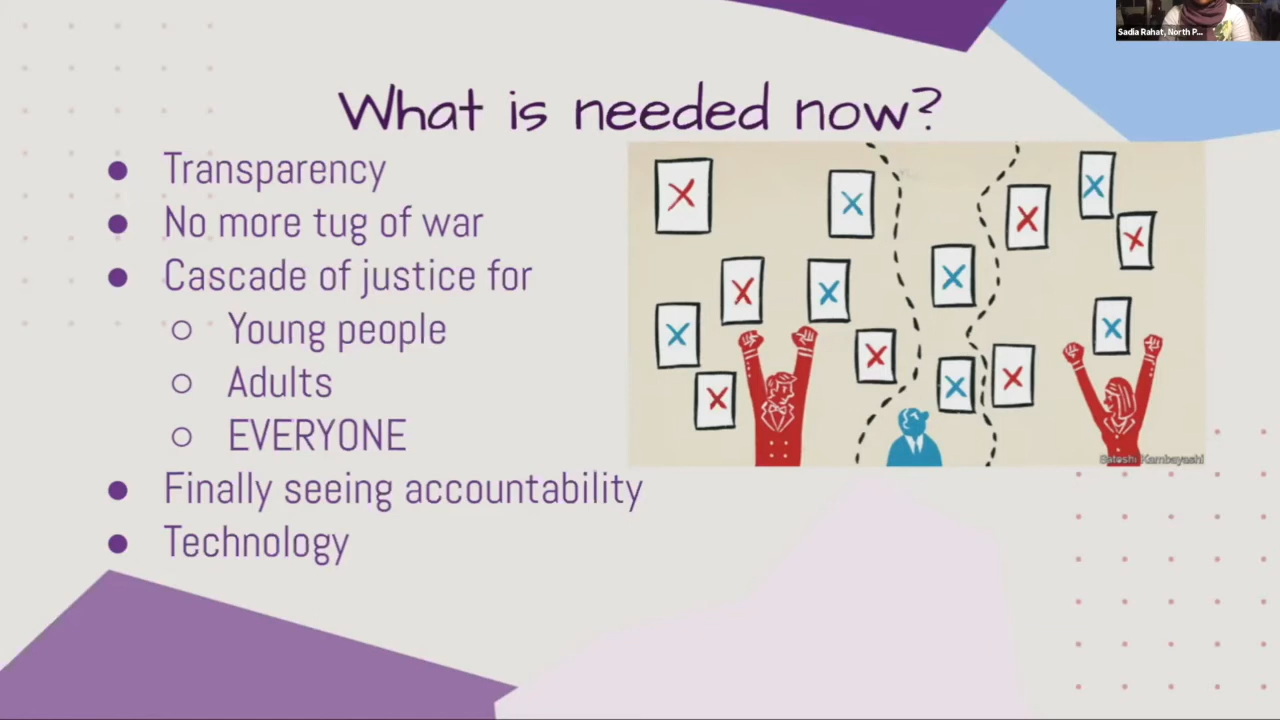 Sadia Rahat, North P...
What is needed now?
● Transparency
● No more tug of war
● Cascade of justice for
○ Young people
○ Adults
○ EVERYONE
● Finally seeing accountability
● Technology
Satoshi Kambayashi